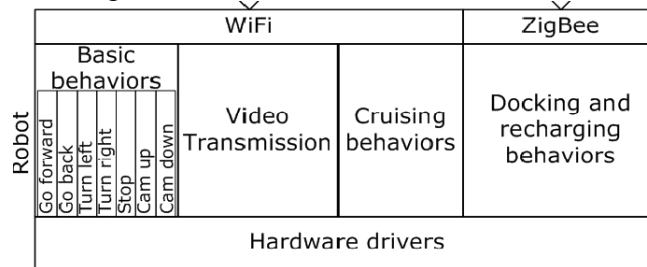 WiFi
ZigBee
Basic
behaviors
Go forward
Go back
Turn left
Turn right
Stop
Cam up
Cam down
Video
Transmission
Cruising
behaviors
Docking and
recharging
behaviors
Robot
Hardware drivers